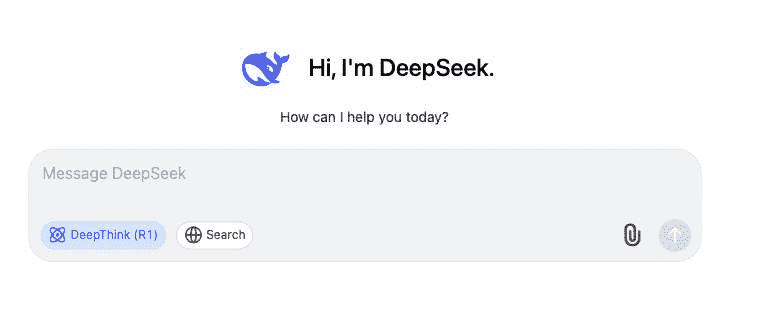 Hi, I'm DeepSeek.
How can I help you today?
Message DeepSeek
DeepThink (R1) Search